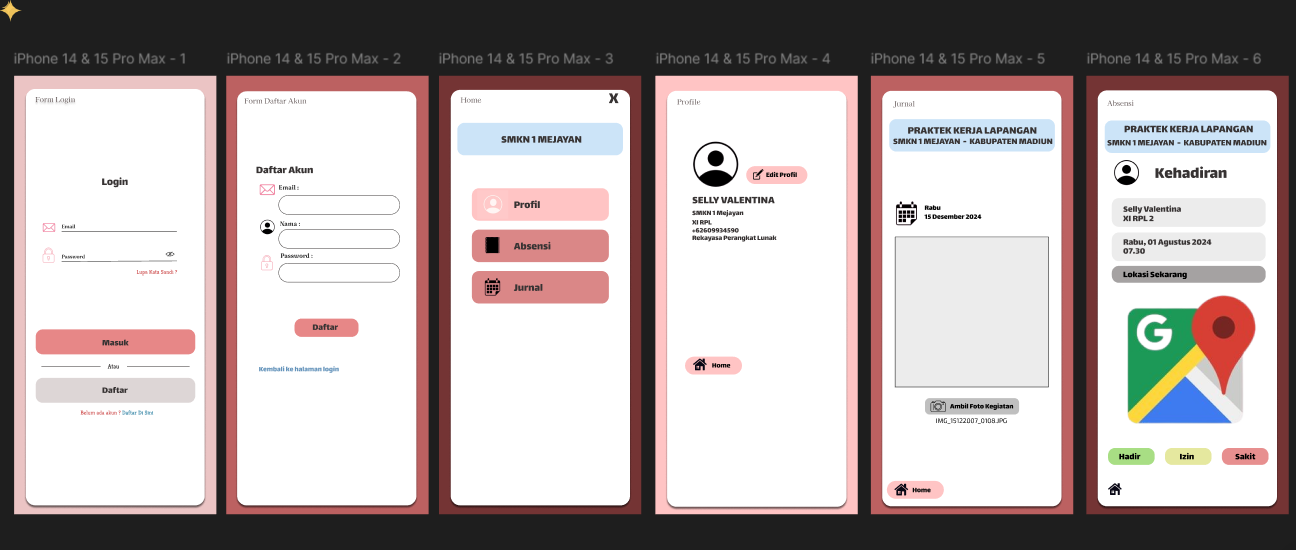 iPhone 14 & 15 Pro Max - 1
Form Login
Login
Email
Password
Lupa Kata Sandi ?
Masuk
Atau
Daftar
Belum ada akun ? Daftar Di Sini
iPhone 14 & 15 Pro Max - 2
Form Daftar Akun
Daftar Akun
Email :
Nama :
Password :
Daftar
Kembali ke halaman login
iPhone 14 & 15 Pro Max - 3
Home
X
SMKN 1 MEJAYAN
Profil
Absensi
Jurnal
iPhone 14 & 15 Pro Max - 4
Profile
Edit Profil
SELLY VALENTINA
SMKN 1 Mejayan
XI RPL
+62609934590
Rekayasa Perangkat Lunak
Home
iPhone 14 & 15 Pro Max - 5
Jurnal
PRAKTEK KERJA LAPANGAN
SMKN 1 MEJAYAN - KABUPATEN MADIUN
Rabu
15 Desember 2024
Ambil Foto Kegiatan
IMG_15122007_0108.JPG
Home
iPhone 14 & 15 Pro Max - 6
Absensi
PRAKTEK KERJA LAPANGAN
SMKN 1 MEJAYAN - KABUPATEN MADIUN
Kehadiran
Selly Valentina
XI RPL 2
Rabu, 01 Agustus 2024
07.30
Lokasi Sekarang
G
Hadir
Izin
Sakit